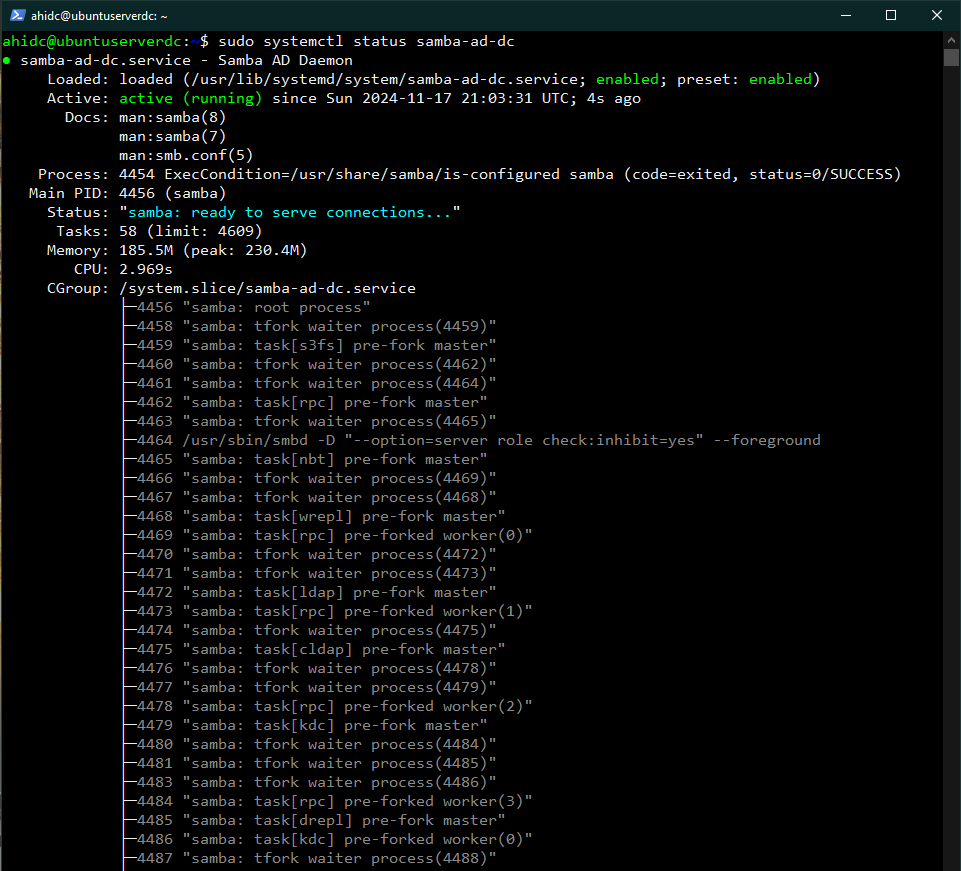 ahidc@ubuntuserverdc: ~
ahidc@ubuntuserverdc:~$ sudo systemctl status samba-ad-dc
● samba-ad-dc.service - Samba AD Daemon
Loaded: loaded (/usr/lib/systemd/system/samba-ad-dc.service; enabled; preset: enabled)
Active: active (running) since Sun 2024-11-17 21:03:31 UTC; 4s ago
Docs: man:samba(8)
man:samba(7)
man:smb.conf(5)
Process: 4454 ExecCondition=/usr/share/samba/is-configured samba (code=exited, status=0/SUCCESS)
Main PID: 4456 (samba)
Status: "samba: ready to serve connections..."
Tasks: 58 (limit: 4609)
Memory: 185.5M (peak: 230.4M)
CPU: 2.969s
CGroup: /system.slice/samba-ad-dc.service
├─4456 "samba: root process"
├─4458 "samba: tfork waiter process(4459)"
├─4459 "samba: task[s3fs] pre-fork master"
├─4460 "samba: tfork waiter process(4462)"
├─4461 "samba: tfork waiter process(4464)"
├─4462 "samba: task[rpc] pre-fork master"
├─4463 "samba: tfork waiter process(4465)"
├─4464 /usr/sbin/smbd -D "--option=server role check:inhibit=yes" --foreground
├─4465 "samba: task[nbt] pre-fork master"
├─4466 "samba: tfork waiter process(4469)"
├─4467 "samba: tfork waiter process(4468)"
├─4468 "samba: task[wrepl] pre-fork master"
├─4469 "samba: task[rpc] pre-forked worker(0)"
├─4470 "samba: tfork waiter process(4472)"
├─4471 "samba: tfork waiter process(4473)"
├─4472 "samba: task[ldap] pre-fork master"
├─4473 "samba: task[rpc] pre-forked worker(1)"
├─4474 "samba: tfork waiter process(4475)"
├─4475 "samba: task[cldap] pre-fork master"
├─4476 "samba: tfork waiter process(4478)"
├─4477 "samba: tfork waiter process(4479)"
├─4478 "samba: task[rpc] pre-forked worker(2)"
├─4479 "samba: task[kdc] pre-fork master"
├─4480 "samba: tfork waiter process(4484)"
├─4481 "samba: tfork waiter process(4485)"
├─4483 "samba: tfork waiter process(4486)"
├─4484 "samba: task[rpc] pre-forked worker(3)"
├─4485 "samba: task[drepl] pre-fork master"
├─4486 "samba: task[kdc] pre-forked worker(0)"
├─4487 "samba: tfork waiter process(4488)"